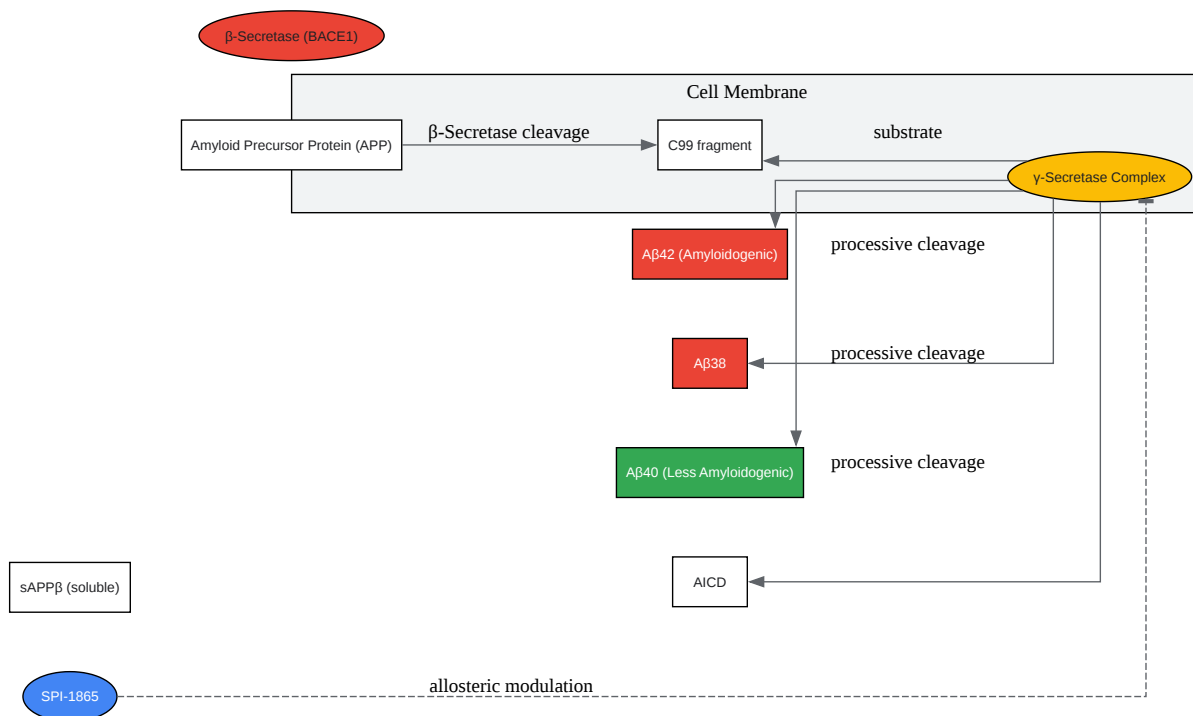 β-Secretase (BACE1)
Cell Membrane
Amyloid Precursor Protein (APP)
β-Secretase cleavage
C99 fragment
substrate
γ-Secretase Complex
Aβ42 (Amyloidogenic)
processive cleavage
Aβ38
processive cleavage
Aβ40 (Less Amyloidogenic)
processive cleavage
sAPPβ (soluble)
AICD
SPI-1865
allosteric modulation